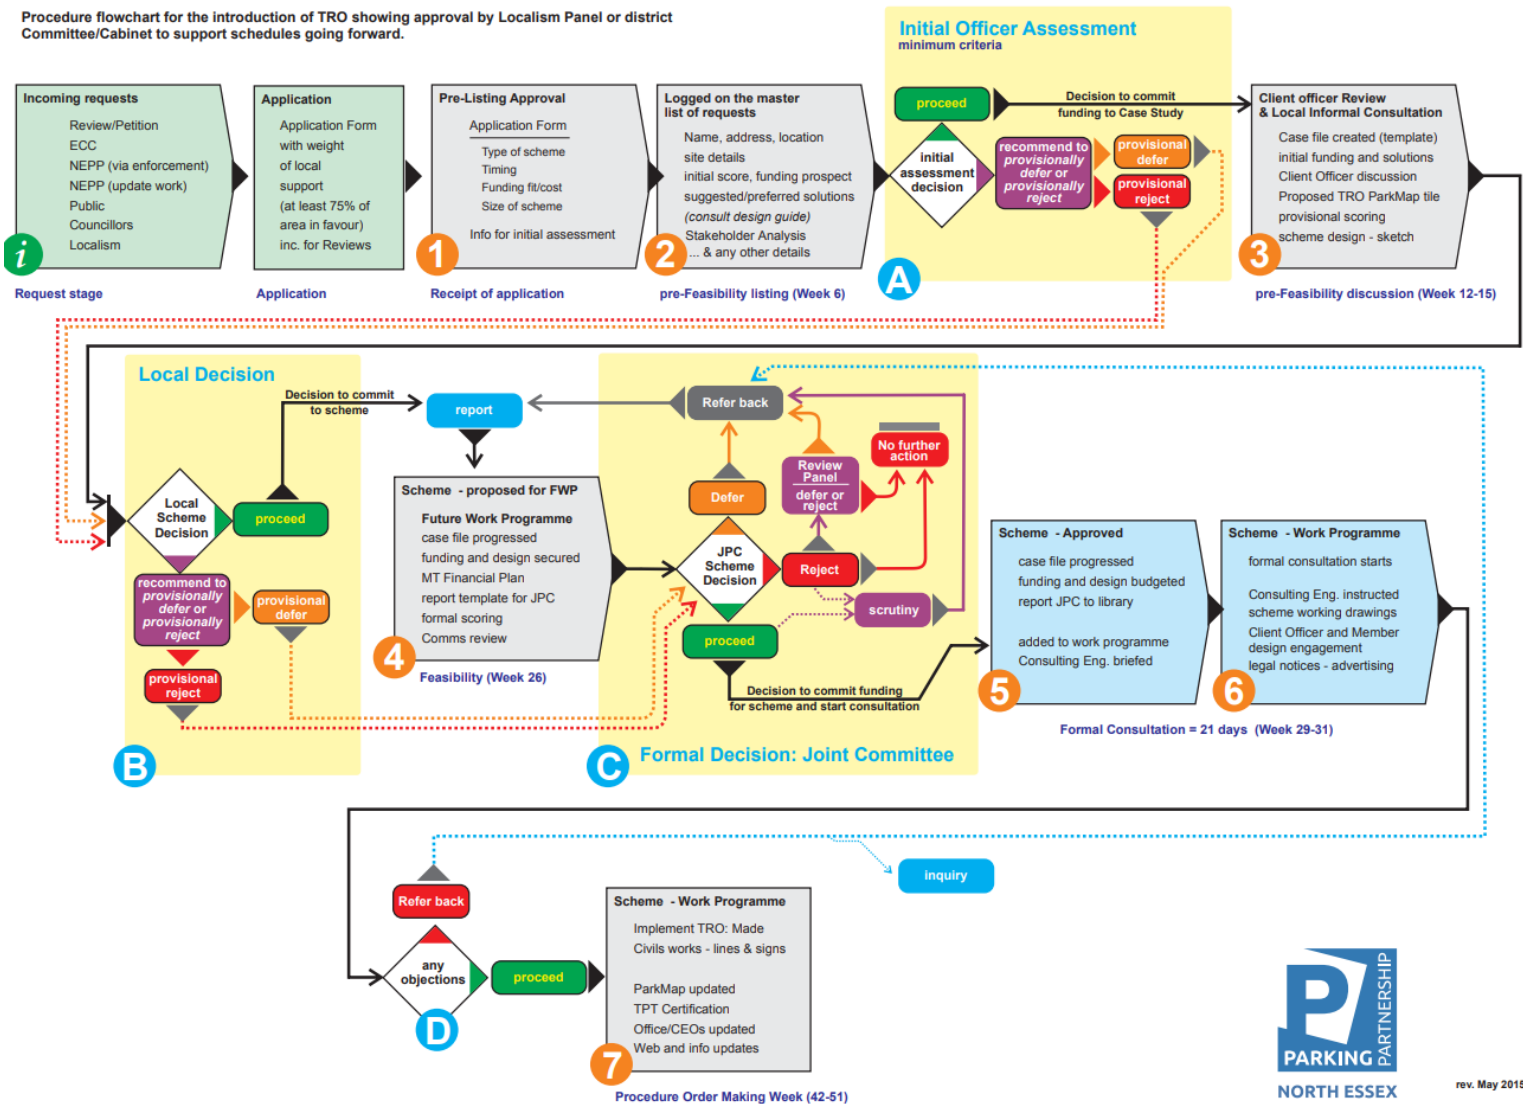 Procedure flowchart for the introduction of TRO showing approval by Localism Panel or district
Committee/Cabinet to support schedules going forward.
Initial Officer Assessment
minimum criteria
Incoming requests
Review/Petition
ECC
NEPP (via enforcement)
NEPP (update work)
Public
Councillors
Localism
i
Request stage
Application
Application Form
with weight
of local
support
(at least 75% of
area in favour)
inc. for Reviews
Application
Pre-Listing Approval
Application Form
Type of scheme
Timing
Funding fit/cost
Size of scheme
Info for initial assessment
1
Receipt of application
Logged on the master
list of requests
Name, address, location
site details
initial score, funding prospect
suggested/preferred solutions
(consult design guide)
Stakeholder Analysis
... & any other details
2
pre-Feasibility listing (Week 6)
proceed
Decision to commit
funding to Case Study
initial
assessment
decision
recommend to
provisionally
defer or
provisionally
reject
provisional
defer
provisional
reject
A
Client officer Review
& Local Informal Consultation
Case file created (template)
initial funding and solutions
Client Officer discussion
Proposed TRO ParkMap tile
provisional scoring
scheme design - sketch
3
pre-Feasibility discussion (Week 12-15)
Local Decision
Decision to commit
to scheme
Local
Scheme
Decision
proceed
recommend to
provisionally
defer or
provisionally
reject
provisional
defer
provisional
reject
B
report
Scheme - proposed for FWP
Future Work Programme
case file progressed
funding and design secured
MT Financial Plan
report template for JPC
formal scoring
Comms review
4
Feasibility (Week 26)
Refer back
No further
action
Review
Panel
defer or
reject
Defer
JPC
Scheme
Decision
Reject
scrutiny
proceed
Decision to commit funding
for scheme and start consultation
C
Formal Decision: Joint Committee
Scheme - Approved
case file progressed
funding and design budgeted
report JPC to library
added to work programme
Consulting Eng. briefed
5
Scheme - Work Programme
formal consultation starts
Consulting Eng. instructed
scheme working drawings
Client Officer and Member
design engagement
legal notices - advertising
6
Formal Consultation = 21 days (Week 29-31)
inquiry
Refer back
any
objections
proceed
D
Scheme - Work Programme
Implement TRO: Made
Civils works - lines & signs
ParkMap updated
TPT Certification
Office/CEOs updated
Web and info updates
7
Procedure Order Making Week (42-51)
P
PARKING
PARTNERSHIP
NORTH ESSEX
rev. May 2015